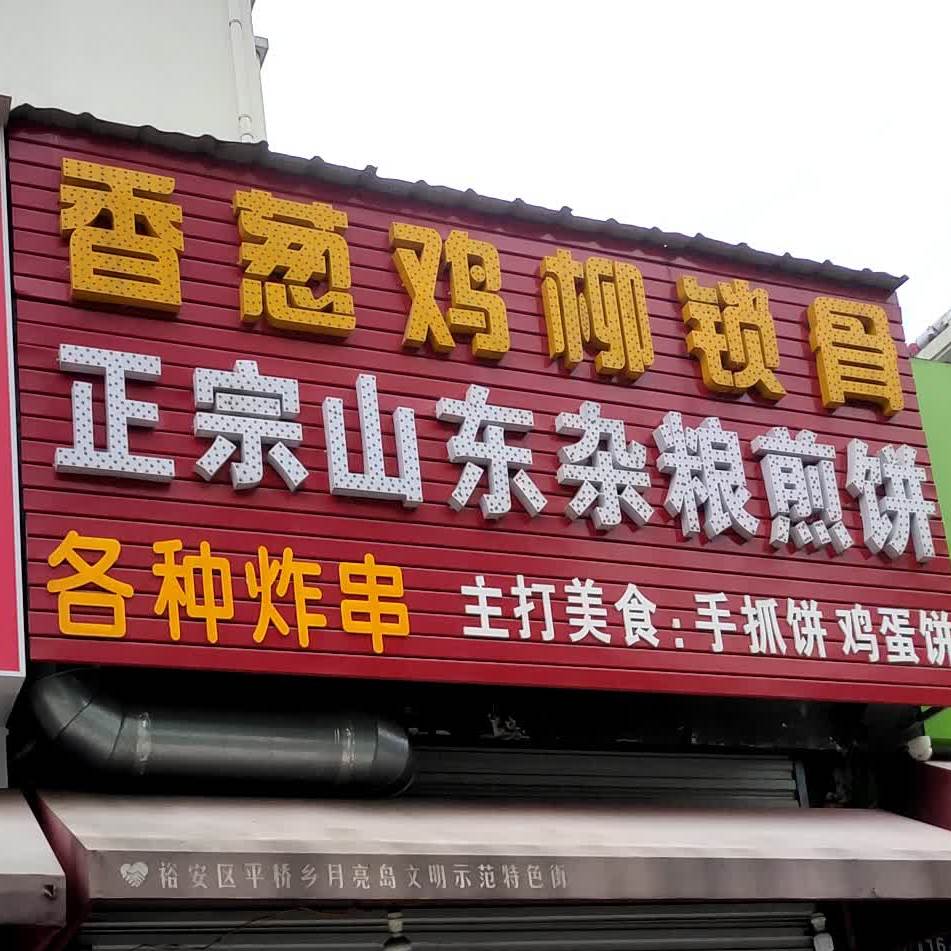 香葱鸡柳锁骨
正宗山东杂粮煎饼
各种炸串 主打美食:手抓饼 鸡蛋饼
裕安区平桥乡月亮岛文明示范特色街